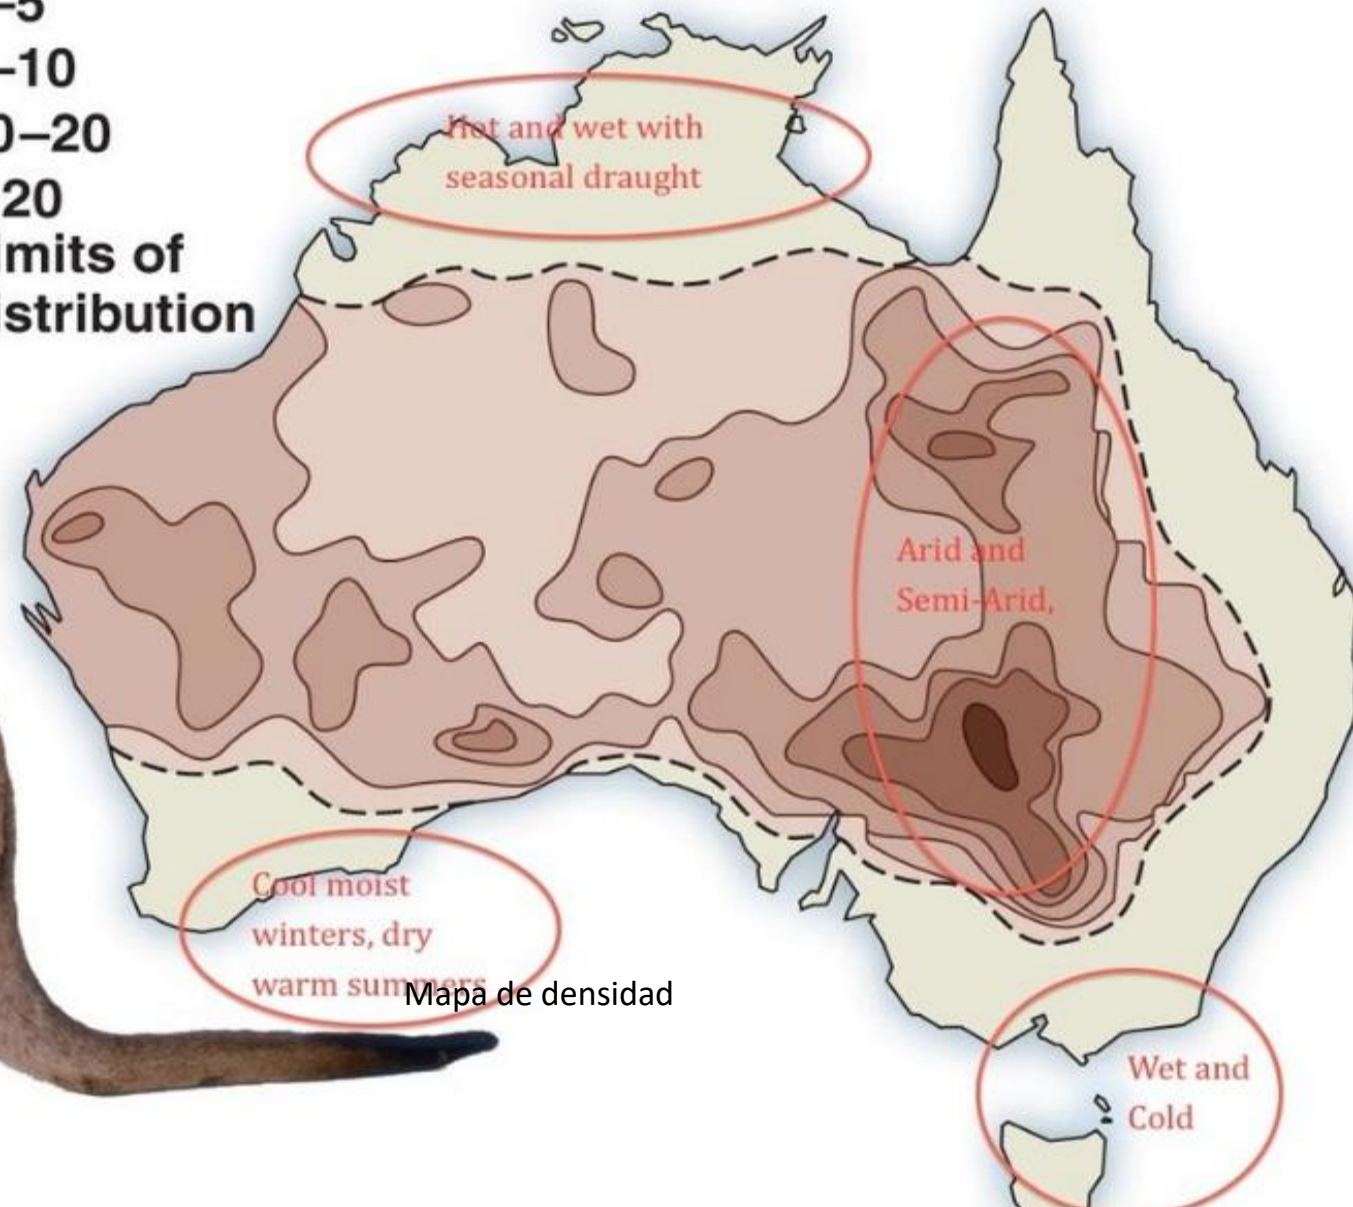 –5
–10
0–20
20
imits of
istribution
Hot and wet with
seasonal draught
Arid and
Semi-Arid,
Cool moist
winters, dry
warm summers
Mapa de densidad
Wet and
Cold